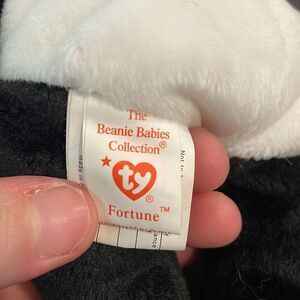 The
Beanie Babies
Collection®
ty
®
Fortune™